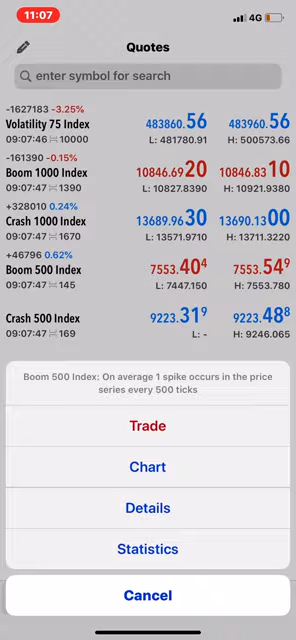 11:07
4G
Quotes
enter symbol for search
-1627183 -3.25%
Volatility 75 Index 483860.56 483960.56
09:07:46 10000 L: 481780.91 H: 500573.66
-161390 -0.15%
Boom 1000 Index 10846.6920 10846.8310
09:07:47 1390 L: 10827.8390 H: 10921.9380
+328010 0.24%
Crash 1000 Index 13689.9630 13690.1300
09:07:47 1670 L: 13571.9710 H: 13711.3220
+46796 0.62%
Boom 500 Index 7553.404 7553.549
09:07:47 145 L: 7447.150 H: 7553.780
Crash 500 Index 9223.319 9223.488
09:07:47 169 L: - H: 9246.065
Boom 500 Index: On average 1 spike occurs in the price
series every 500 ticks
Trade
Chart
Details
Statistics
Cancel